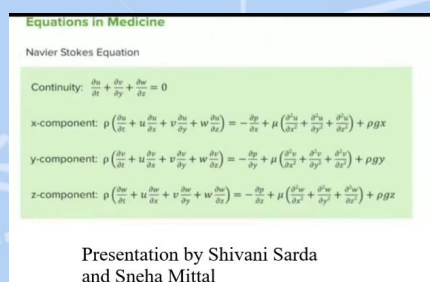 Equations in Medicine
Navier Stokes Equation
Continuity: ∂u/∂t + ∂v/∂y + ∂w/∂z = 0
x-component: ρ(∂u/∂t + u ∂u/∂x + v ∂u/∂y + w ∂u/∂z) = − ∂p/∂x + μ(∂²u/∂x² + ∂²u/∂y² + ∂²u/∂z²) + ρgx
y-component: ρ(∂v/∂t + u ∂v/∂x + v ∂v/∂y + w ∂v/∂z) = − ∂p/∂x + μ(∂²v/∂x² + ∂²v/∂y² + ∂²v/∂z²) + ρgy
z-component: ρ(∂w/∂t + u ∂w/∂x + v ∂w/∂y + w ∂w/∂z) = − ∂p/∂z + μ(∂²w/∂x² + ∂²w/∂y² + ∂²w/∂z²) + ρgz
Presentation by Shivani Sarda
and Sneha Mittal